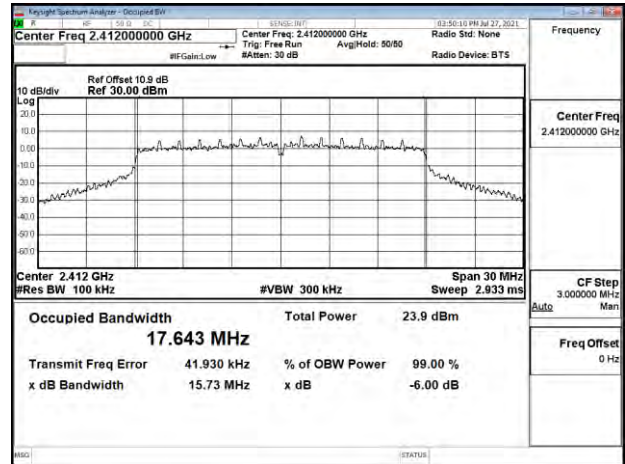 Keysight Spectrum Analyzer - Occupied BW
R RF 50 Ω DC SENSE:INT 03:50:10 PM Jul 27, 2021
Center Freq 2.412000000 GHz Center Freq: 2.412000000 GHz Radio Std: None Frequency
Trig: Free Run Avg|Hold: 50/50
#IFGain:Low #Atten: 30 dB Radio Device: BTS
Ref Offset 10.9 dB
10 dB/div Ref 30.00 dBm
Log
20.0
10.0
0.00
-10.0
-20.0
-30.0
-40.0
-50.0
-60.0
Center Freq
2.412000000 GHz
Center 2.412 GHz Span 30 MHz
#Res BW 100 kHz #VBW 300 kHz Sweep 2.933 ms
CF Step
3.000000 MHz
Auto Man
Occupied Bandwidth Total Power 23.9 dBm
17.643 MHz
Freq Offset
0 Hz
Transmit Freq Error 41.930 kHz % of OBW Power 99.00 %
x dB Bandwidth 15.73 MHz x dB -6.00 dB
MSG STATUS